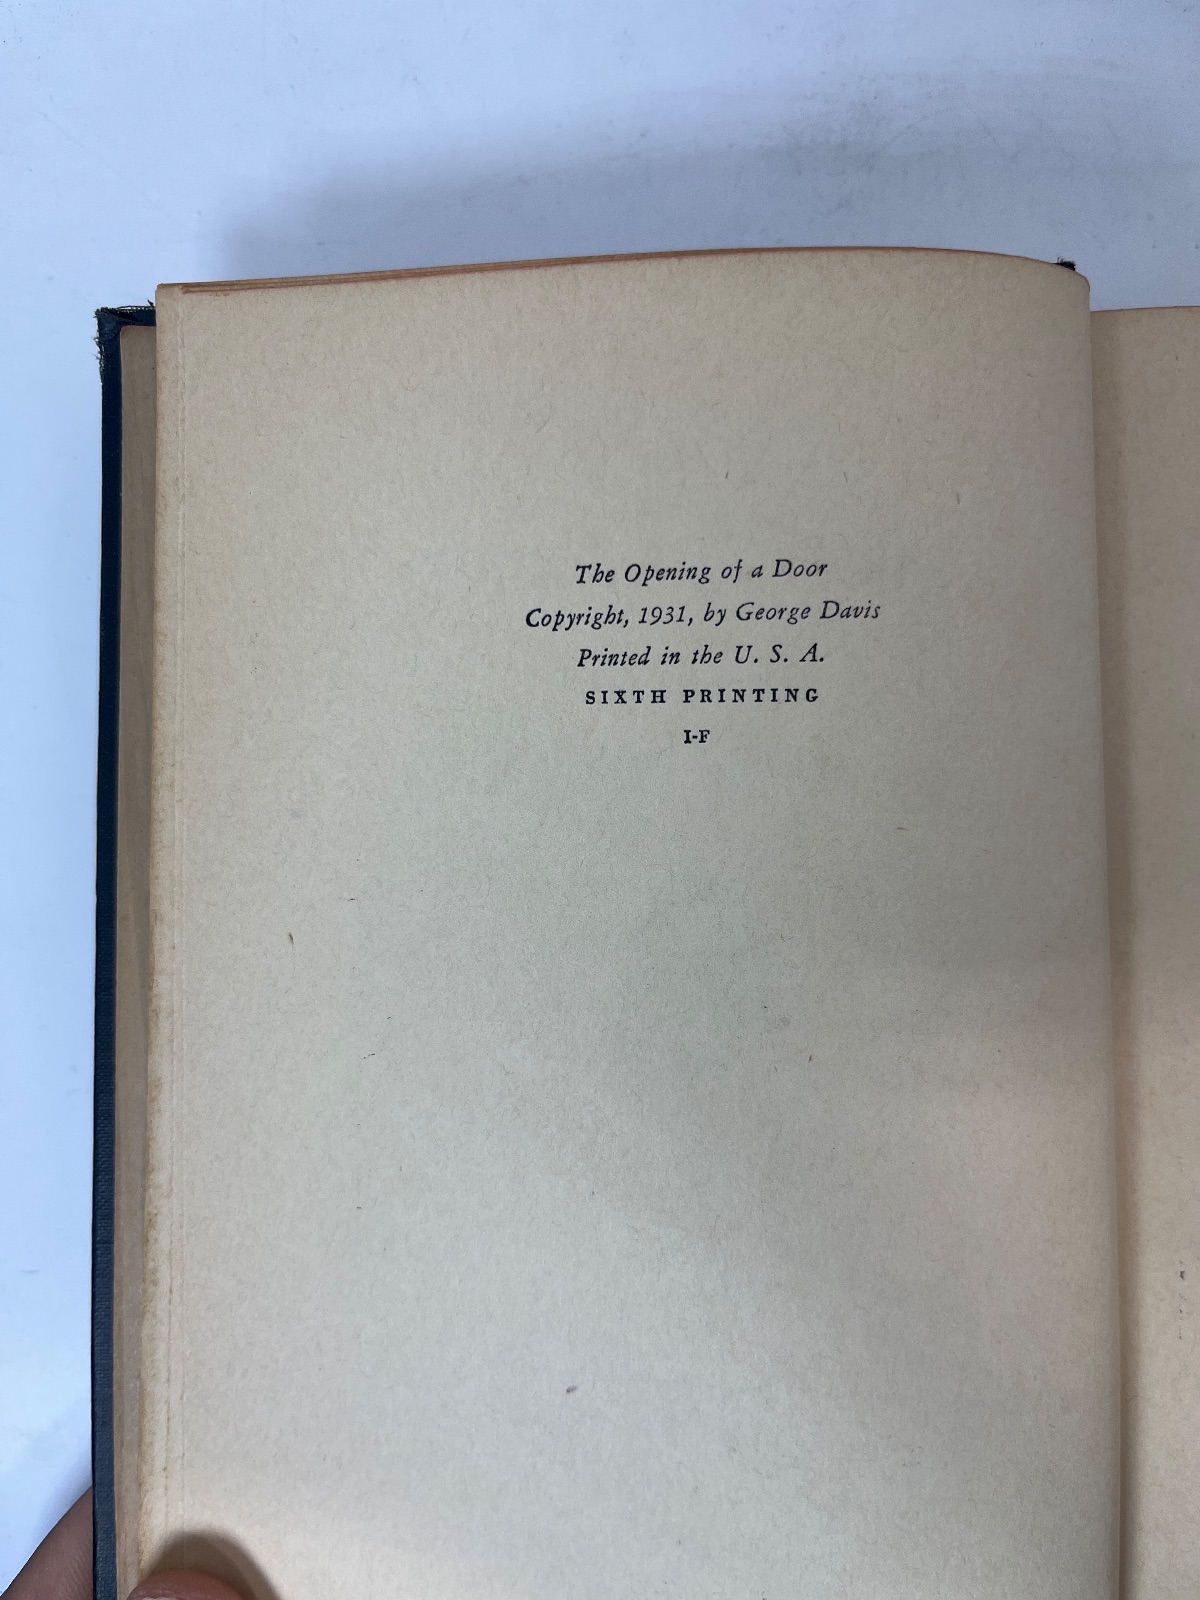 The Opening of a Door
Copyright, 1931, by George Davis
Printed in the U. S. A.
SIXTH PRINTING
I-F